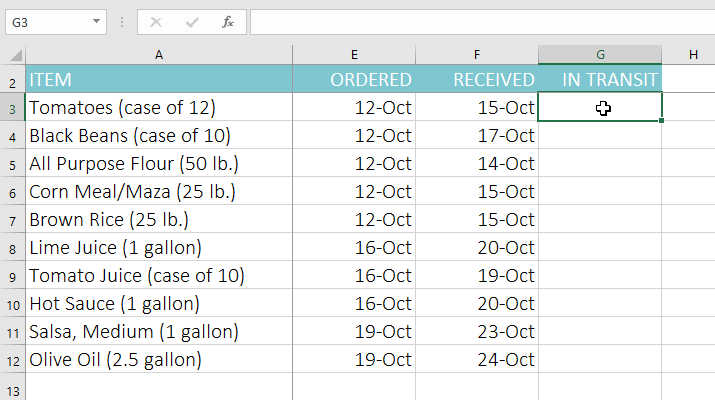 G3 fx
A E F G H
2 ITEM ORDERED RECEIVED IN TRANSIT
3 Tomatoes (case of 12) 12-Oct 15-Oct
4 Black Beans (case of 10) 12-Oct 17-Oct
5 All Purpose Flour (50 lb.) 12-Oct 14-Oct
6 Corn Meal/Maza (25 lb.) 12-Oct 15-Oct
7 Brown Rice (25 lb.) 12-Oct 15-Oct
8 Lime Juice (1 gallon) 16-Oct 20-Oct
9 Tomato Juice (case of 10) 16-Oct 19-Oct
10 Hot Sauce (1 gallon) 16-Oct 20-Oct
11 Salsa, Medium (1 gallon) 19-Oct 23-Oct
12 Olive Oil (2.5 gallon) 19-Oct 24-Oct
13